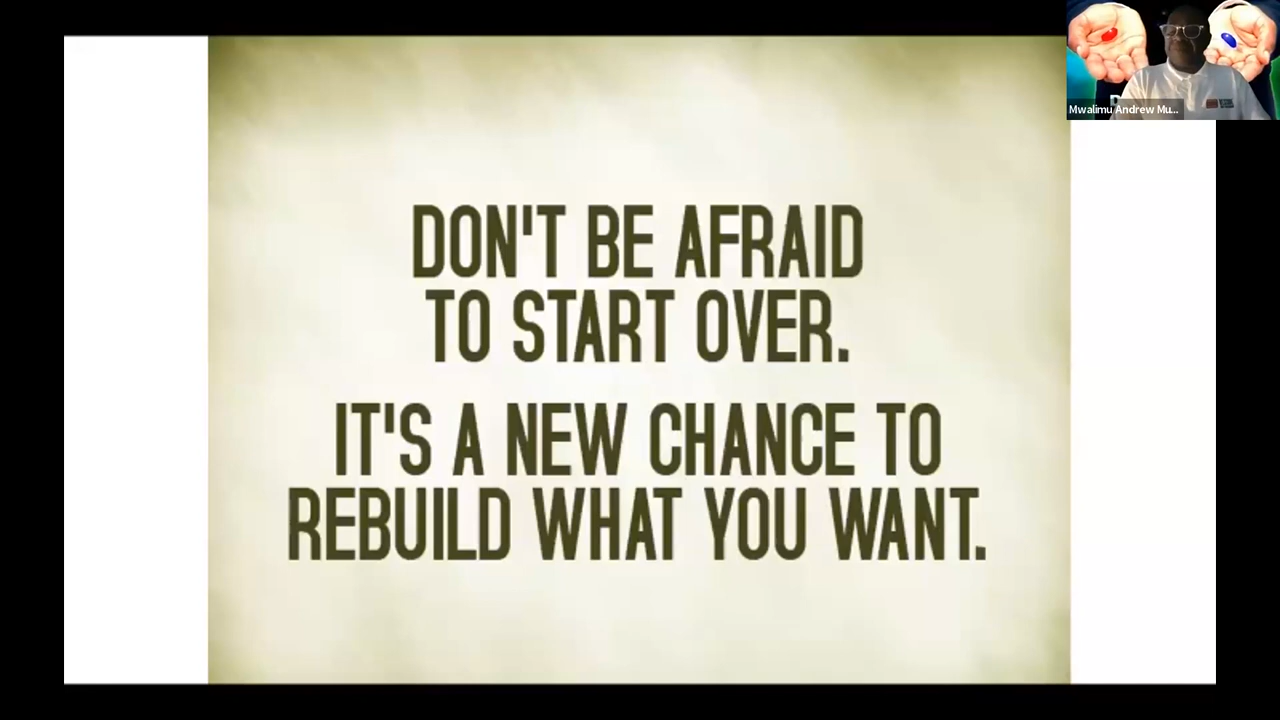 DON'T BE AFRAID
TO START OVER.
IT'S A NEW CHANCE TO
REBUILD WHAT YOU WANT.
Mwalimu Andrew Mu...